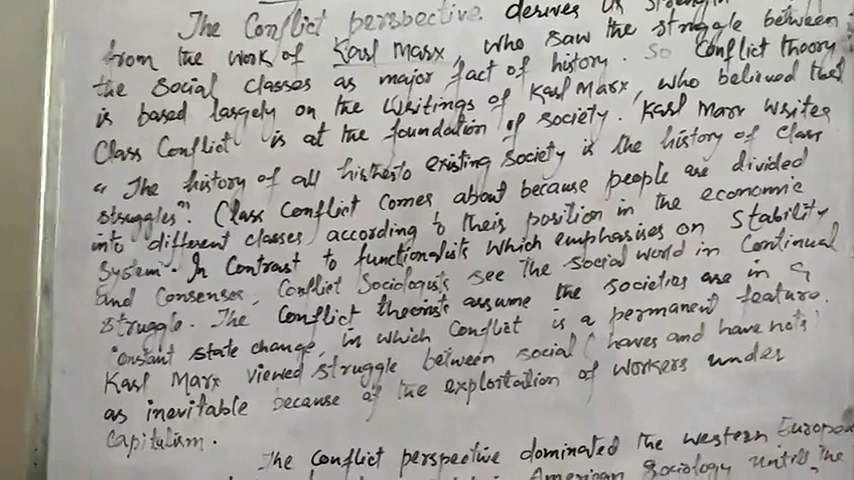 The Conflict perspective derives its strength
from the work of Karl Marx, who saw the struggle between
the social classes as major fact of history. So Conflict theory
is based largely on the writings of Karl Marx, who believed that
Class Conflict is at the foundation of society. Karl Marx writes
"The history of all hitherto existing society is the history of class
struggles". Class Conflict comes about because people are divided
into different classes according to their position in the economic
System. In Contrast to functionalists which emphasises on Stability
and Consenses, Conflict Sociologists see the social world in Continual
struggle. The Conflict theorists assume the societies are in a
constant state change, in which Conflict is a permanent feature.
Karl Marx viewed struggle between social (haves and have nots)
as inevitable because of the exploitation of workers under
Capitalism.
The conflict perspective dominated the western European
American Sociology untill the